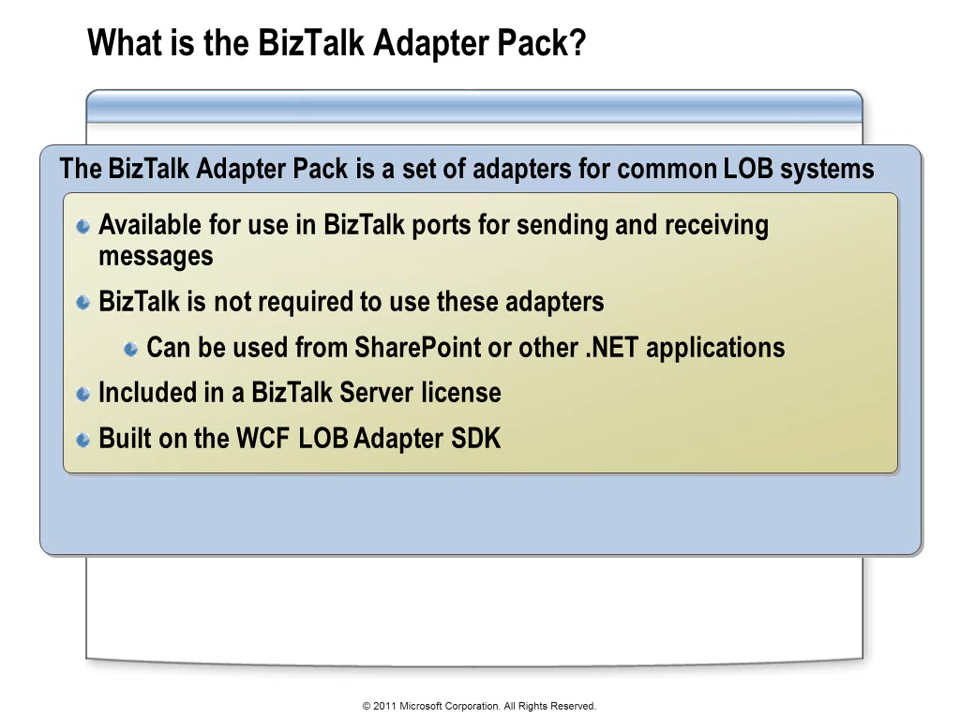 What is the BizTalk Adapter Pack?
The BizTalk Adapter Pack is a set of adapters for common LOB systems
Available for use in BizTalk ports for sending and receiving
messages
BizTalk is not required to use these adapters
Can be used from SharePoint or other .NET applications
Included in a BizTalk Server license
Built on the WCF LOB Adapter SDK
© 2011 Microsoft Corporation. All Rights Reserved.